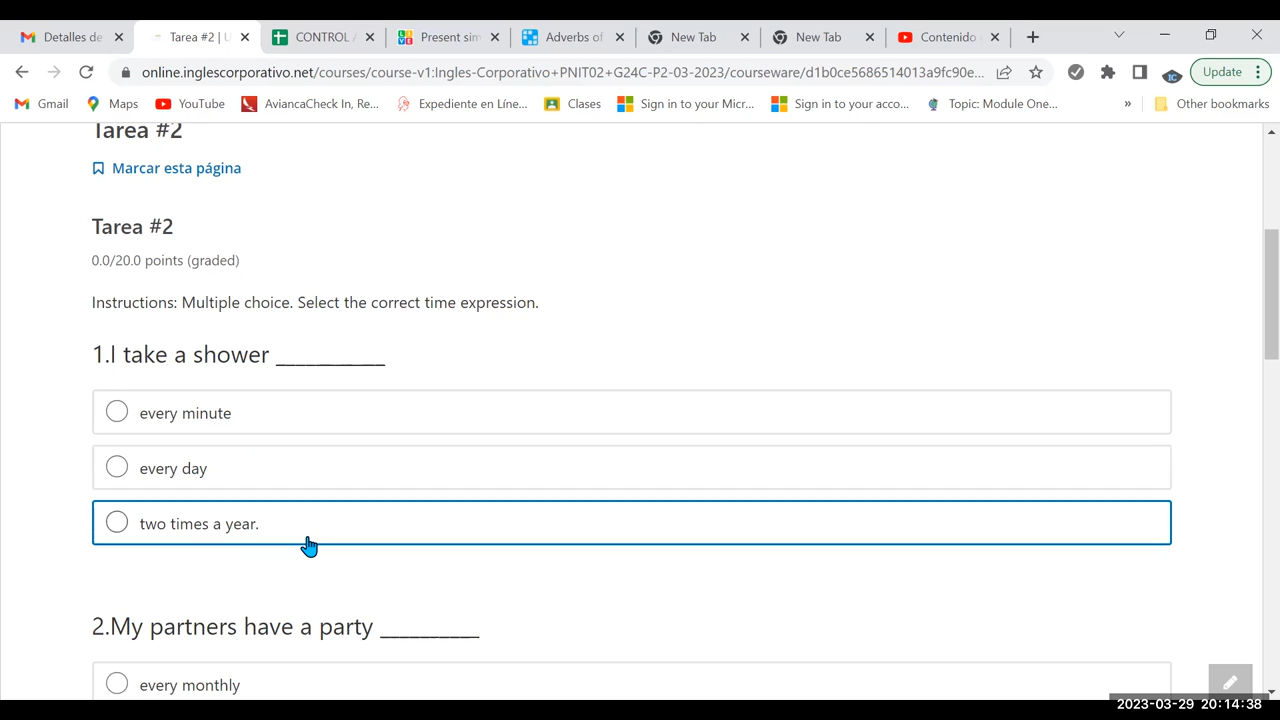 Detalles de
Tarea #2 | U
CONTROL A
Present sim
Adverbs of
New Tab
New Tab
Contenido
online.inglescorporativo.net/courses/course-v1:Ingles-Corporativo+PNIT02+G24C-P2-03-2023/courseware/d1b0ce5686514013a9fc90e...
Update
Gmail
Maps
YouTube
AviancaCheck In, Re...
Expediente en Líne...
Clases
Sign in to your Micr...
Sign in to your acco...
Topic: Module One...
»
Other bookmarks
Tarea #2
Marcar esta página
Tarea #2
0.0/20.0 points (graded)
Instructions: Multiple choice. Select the correct time expression.
1.I take a shower __________
every minute
every day
two times a year.
2.My partners have a party _________
every monthly
2023-03-29 20:14:38